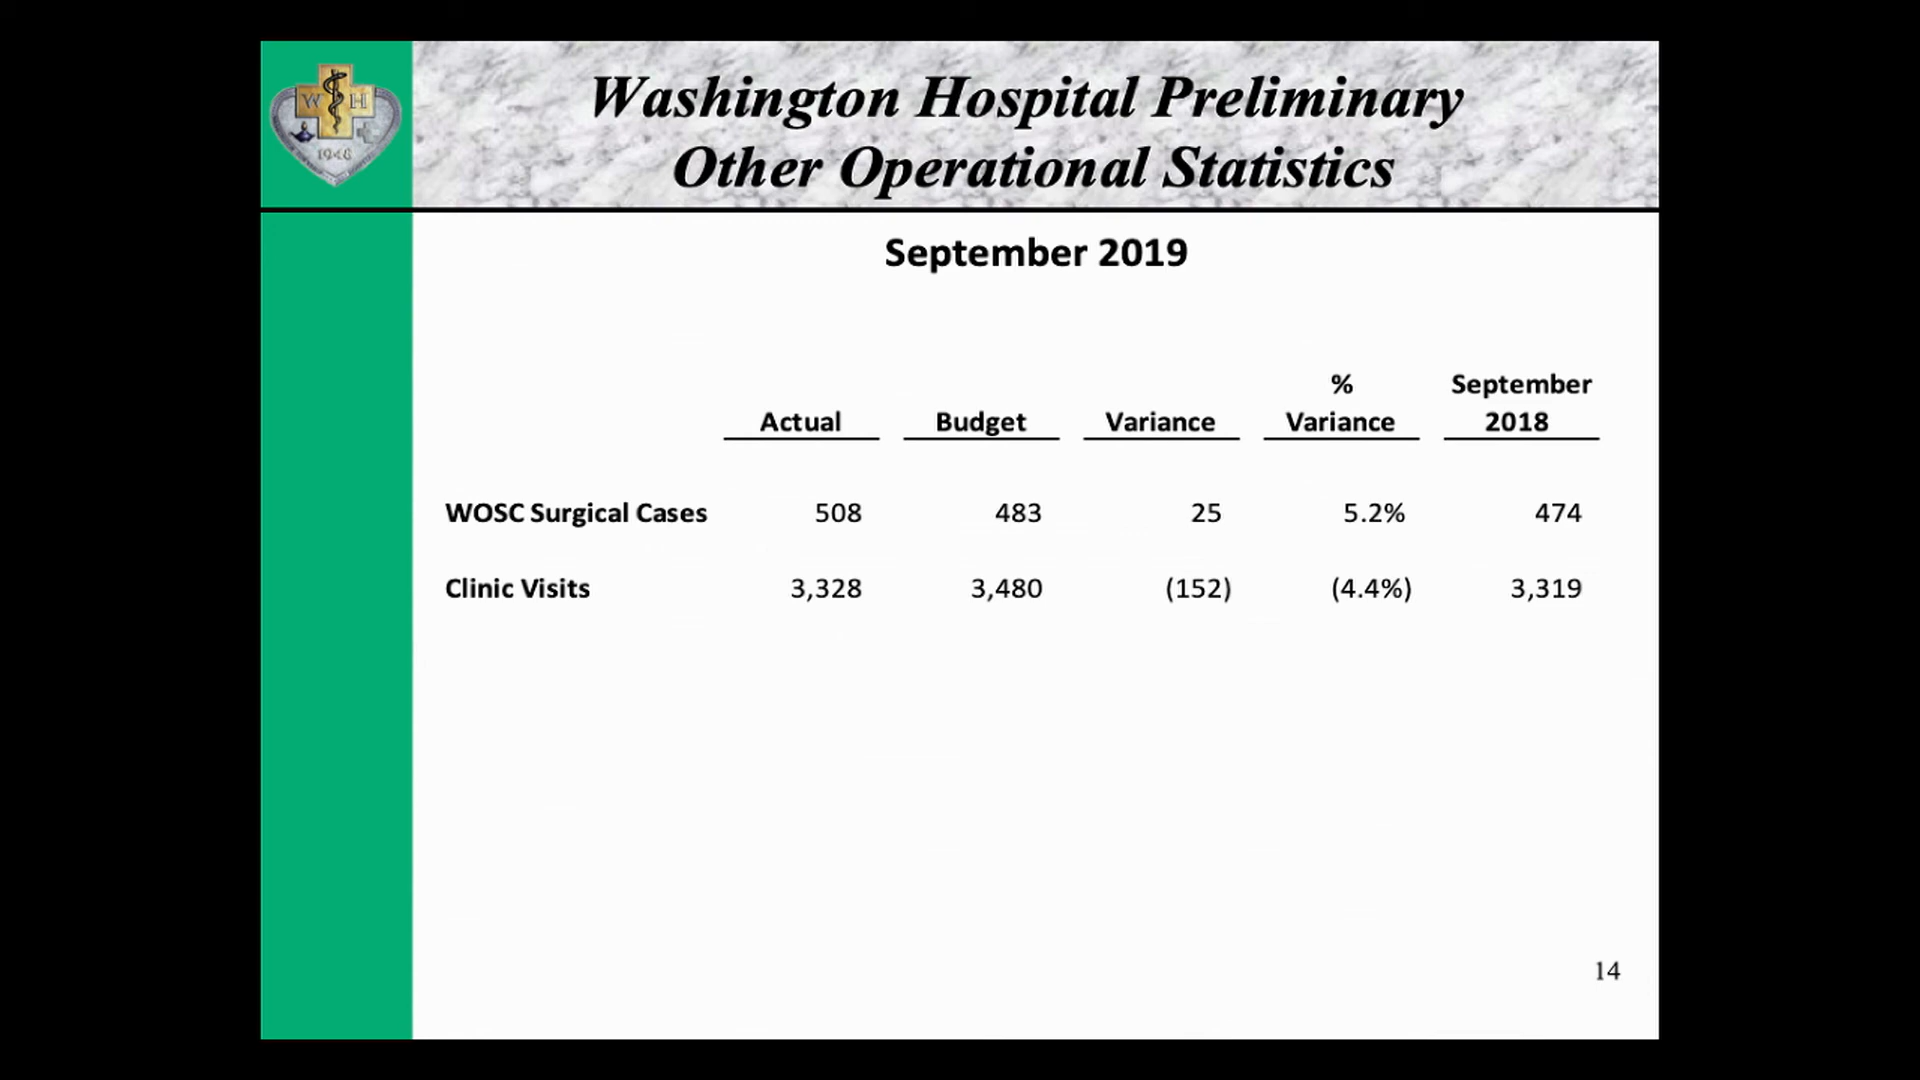 W H
1948
Washington Hospital Preliminary
Other Operational Statistics
September 2019
% September
Actual Budget Variance Variance 2018
WOSC Surgical Cases 508 483 25 5.2% 474
Clinic Visits 3,328 3,480 (152) (4.4%) 3,319
14